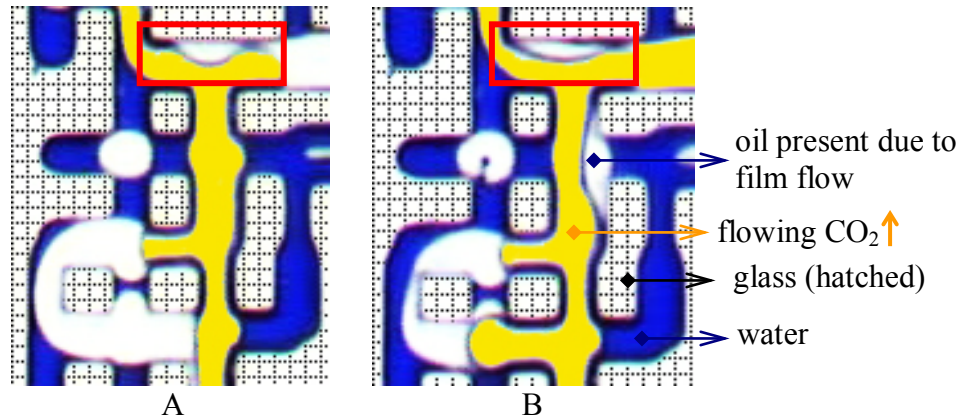 oil present due to
film flow
flowing CO₂↑
glass (hatched)
water
A
B